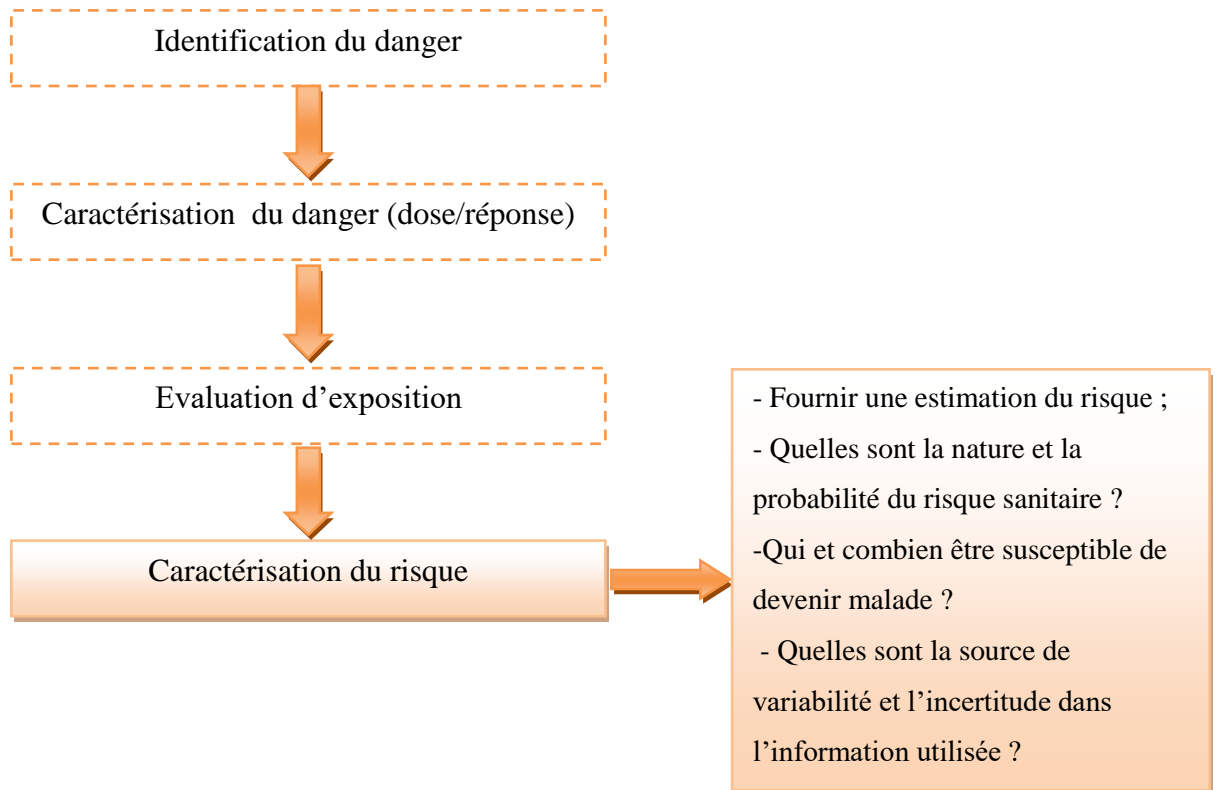 Identification du danger
Caractérisation du danger (dose/réponse)
Evaluation d’exposition
Caractérisation du risque
- Fournir une estimation du risque ;
- Quelles sont la nature et la
probabilité du risque sanitaire ?
-Qui et combien être susceptible de
devenir malade ?
- Quelles sont la source de
variabilité et l’incertitude dans
l’information utilisée ?